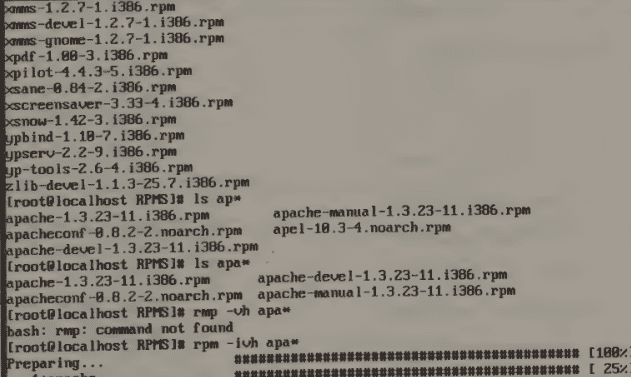 xmms-1.2.7-1.i386.rpm
xmms-devel-1.2.7-1.i386.rpm
xmms-gnome-1.2.7-1.i386.rpm
xpdf-1.00-3.i386.rpm
xpilot-4.4.3-5.i386.rpm
xsane-0.84-2.i386.rpm
xscreensaver-3.33-4.i386.rpm
xsnow-1.42-3.i386.rpm
ypbind-1.10-7.i386.rpm
ypserv-2.2-9.i386.rpm
yp-tools-2.6-4.i386.rpm
zlib-devel-1.1.3-25.7.i386.rpm
[root@localhost RPMS]# ls ap*
apache-1.3.23-11.i386.rpm apache-manual-1.3.23-11.i386.rpm
apacheconf-0.8.2-2.noarch.rpm apel-10.3-4.noarch.rpm
apache-devel-1.3.23-11.i386.rpm
[root@localhost RPMS]# ls apa*
apache-1.3.23-11.i386.rpm apache-devel-1.3.23-11.i386.rpm
apacheconf-0.8.2-2.noarch.rpm apache-manual-1.3.23-11.i386.rpm
[root@localhost RPMS]# rmp -vh apa*
bash: rmp: command not found
[root@localhost RPMS]# rpm -ivh apa*
Preparing... ########################################### [100%]
########################################### [ 25%]